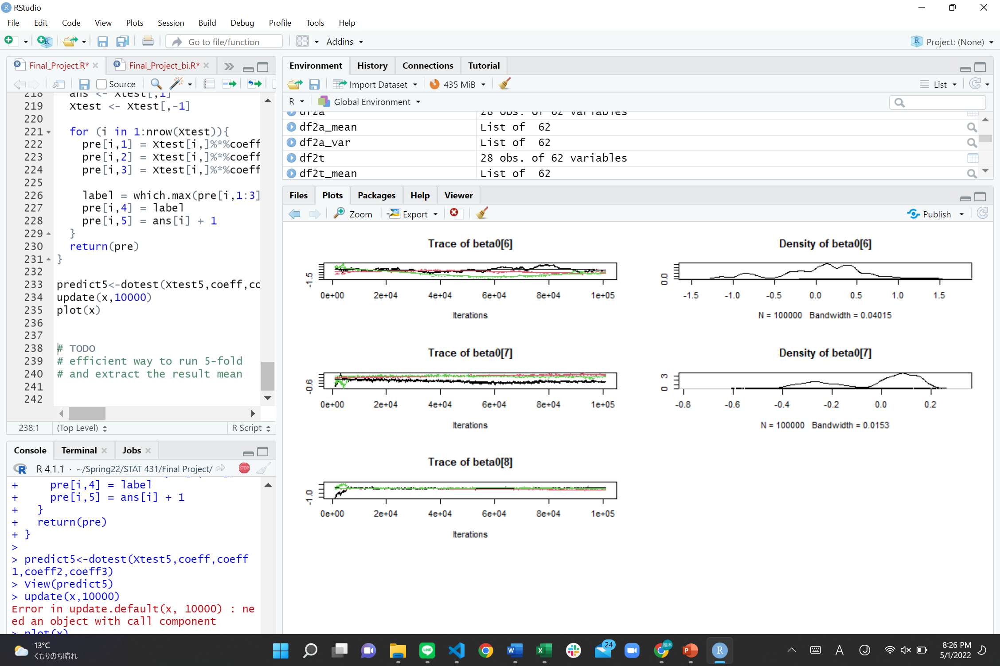 RStudio
File Edit Code View Plots Session Build Debug Profile Tools Help
Go to file/function Addins Project: (None)
Final_Project.R* Final_Project_bi.R*
Source
218 ans <- Xtest[,1]
219 Xtest <- Xtest[,-1]
220
221 for (i in 1:nrow(Xtest)){
222 pre[i,1] = Xtest[i,]%*%coeff
223 pre[i,2] = Xtest[i,]%*%coeff
224 pre[i,3] = Xtest[i,]%*%coeff
225
226 label = which.max(pre[i,1:3]
227 pre[i,4] = label
228 pre[i,5] = ans[i] + 1
229 }
230 return(pre)
231 }
232
233 predict5<-dotest(Xtest5,coeff,co
234 update(x,10000)
235 plot(x)
236
237
238 # TODO
239 # efficient way to run 5-fold
240 # and extract the result mean
241
242
238:1 (Top Level) R Script
Console Terminal Jobs
R 4.1.1 · ~/Spring22/STAT 431/Final Project/
STOP
+ pre[i,4] = label
+ pre[i,5] = ans[i] + 1
+ }
+ return(pre)
+ }
>
> predict5<-dotest(Xtest5,coeff,coeff
1,coeff2,coeff3)
> View(predict5)
> update(x,10000)
Error in update.default(x, 10000) : ne
ed an object with call component
> plot(x)
Environment History Connections Tutorial
Import Dataset 435 MiB List
R Global Environment
df2a 28 obs. of 62 variables
df2a_mean List of 62
df2a_var List of 62
df2t 28 obs. of 62 variables
df2t_mean List of 62
Files Plots Packages Help Viewer
Zoom Export Publish
Trace of beta0[6]
-1.5
0e+00 2e+04 4e+04 6e+04 8e+04 1e+05
Iterations
Density of beta0[6]
0.0
-1.5 -1.0 -0.5 0.0 0.5 1.0 1.5
N = 100000 Bandwidth = 0.04015
Trace of beta0[7]
-0.6
0e+00 2e+04 4e+04 6e+04 8e+04 1e+05
Iterations
Density of beta0[7]
0 3
-0.8 -0.6 -0.4 -0.2 0.0 0.2
N = 100000 Bandwidth = 0.0153
Trace of beta0[8]
-1.0
0e+00 2e+04 4e+04 6e+04 8e+04 1e+05
Iterations
13°C
くもりのち晴れ
LINE
24
A
8:26 PM
5/1/2022